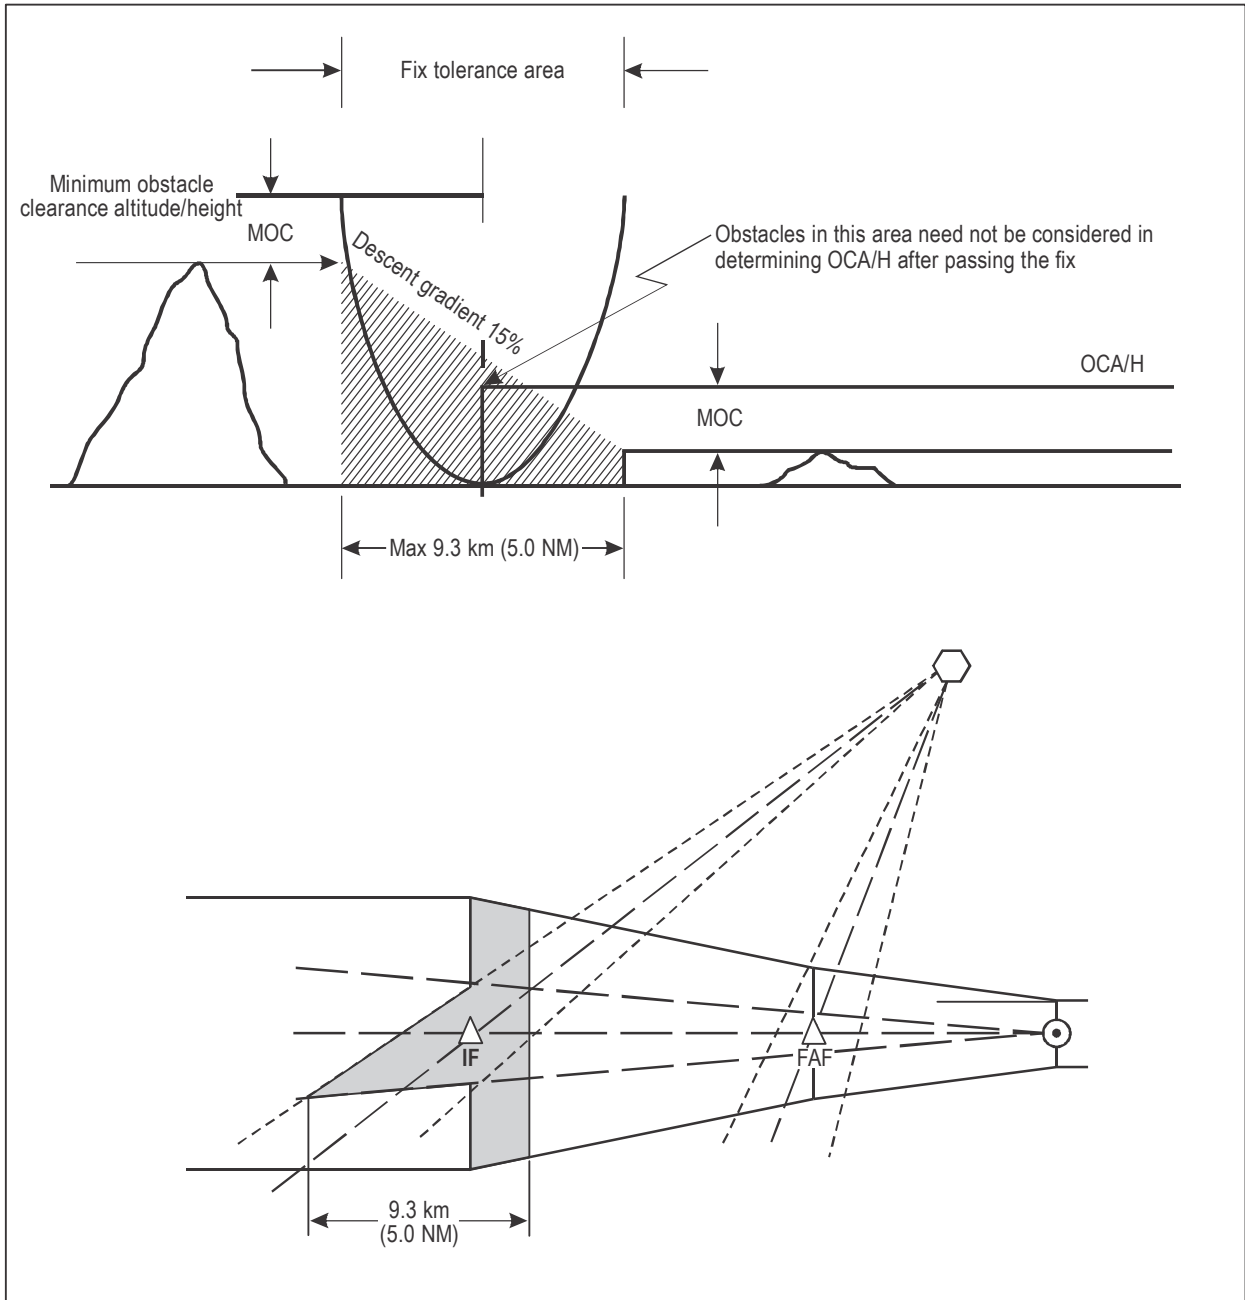 Fix tolerance area
Minimum obstacle
clearance altitude/height
MOC
Descent gradient 15%
Obstacles in this area need not be considered in
determining OCA/H after passing the fix
OCA/H
MOC
Max 9.3 km (5.0 NM)
IF
FAF
9.3 km
(5.0 NM)